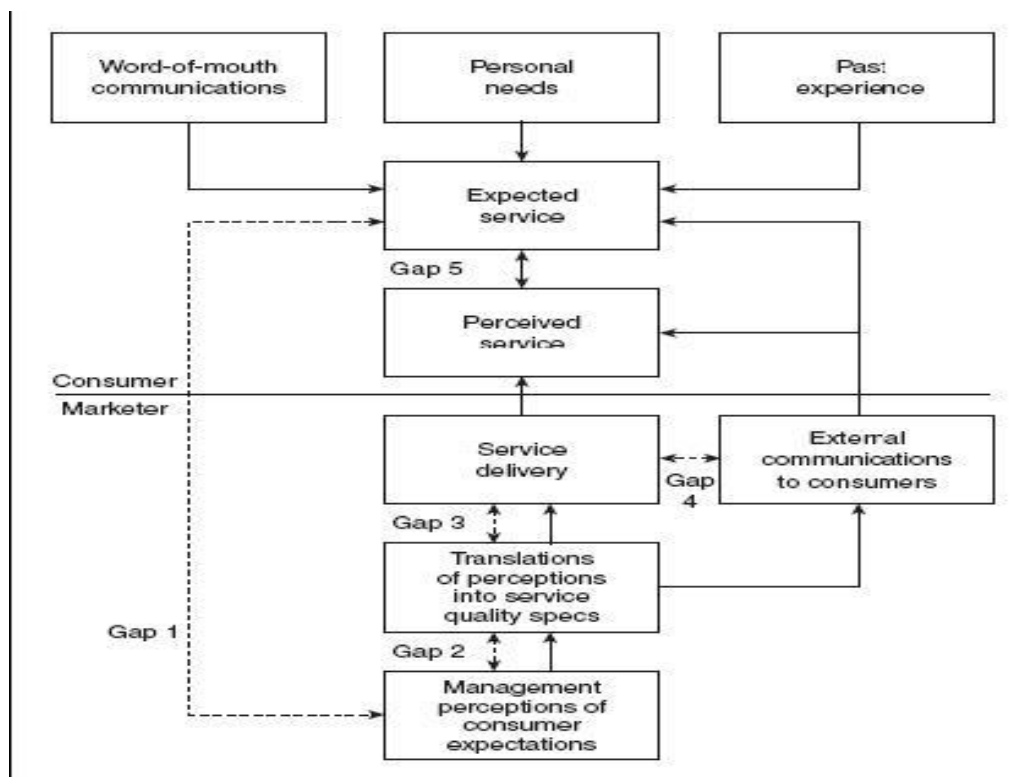 Word-of-mouth
communications
Personal
needs
Past
experience
Expected
service
Gap 5
Perceived
service
Consumer
Marketer
Service
delivery
External
communications
to consumers
Gap
4
Gap 3
Translations
of perceptions
into service
quality specs
Gap 1
Gap 2
Management
perceptions of
consumer
expectations